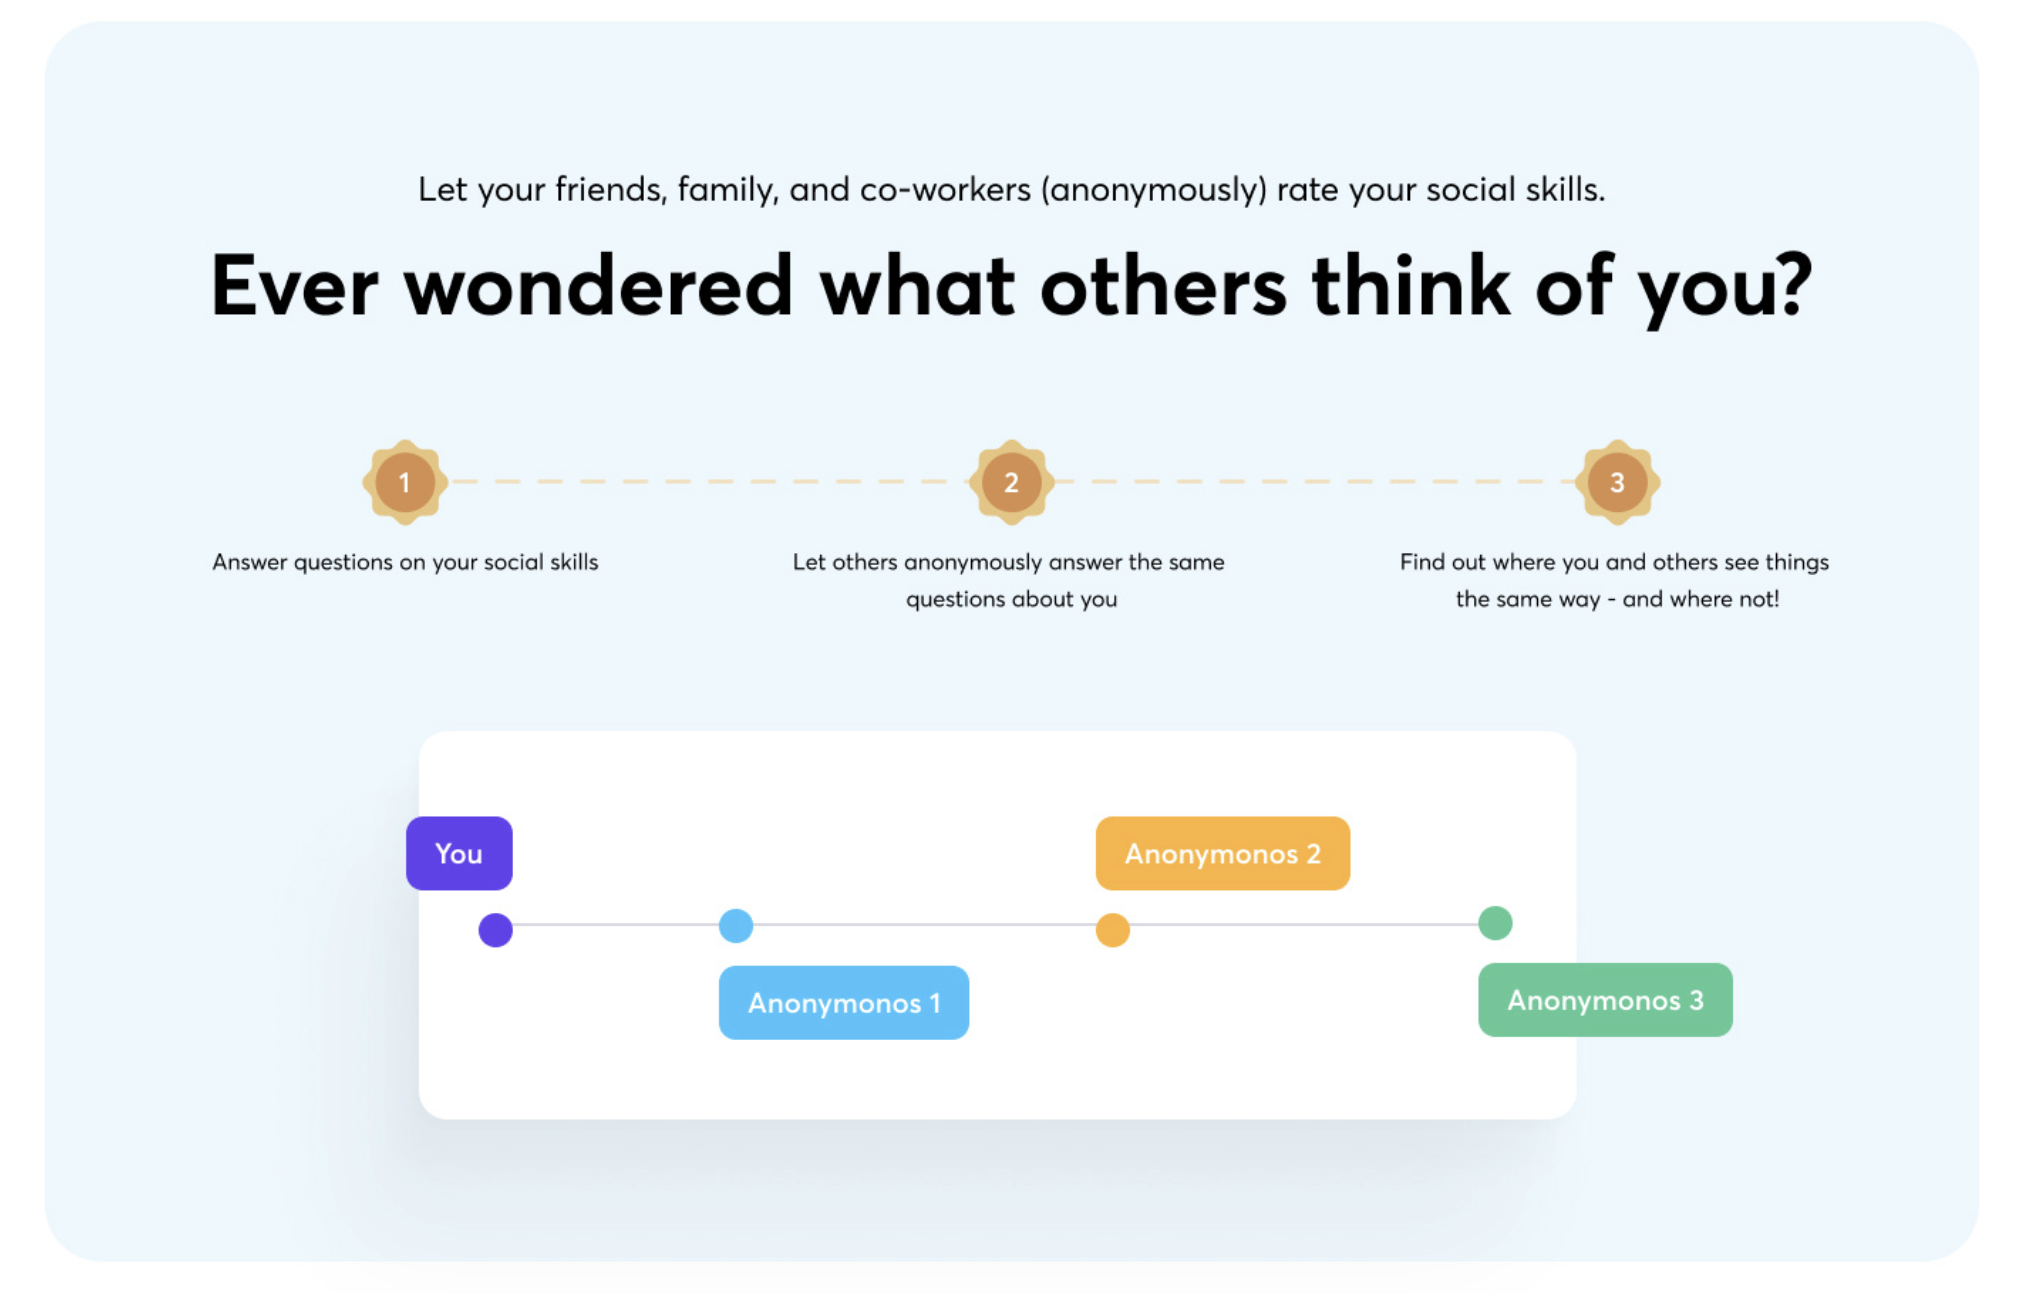 Let your friends, family, and co-workers (anonymously) rate your social skills.
Ever wondered what others think of you?
1
Answer questions on your social skills
2
Let others anonymously answer the same
questions about you
3
Find out where you and others see things
the same way - and where not!
You
Anonymonos 2
Anonymonos 1
Anonymonos 3